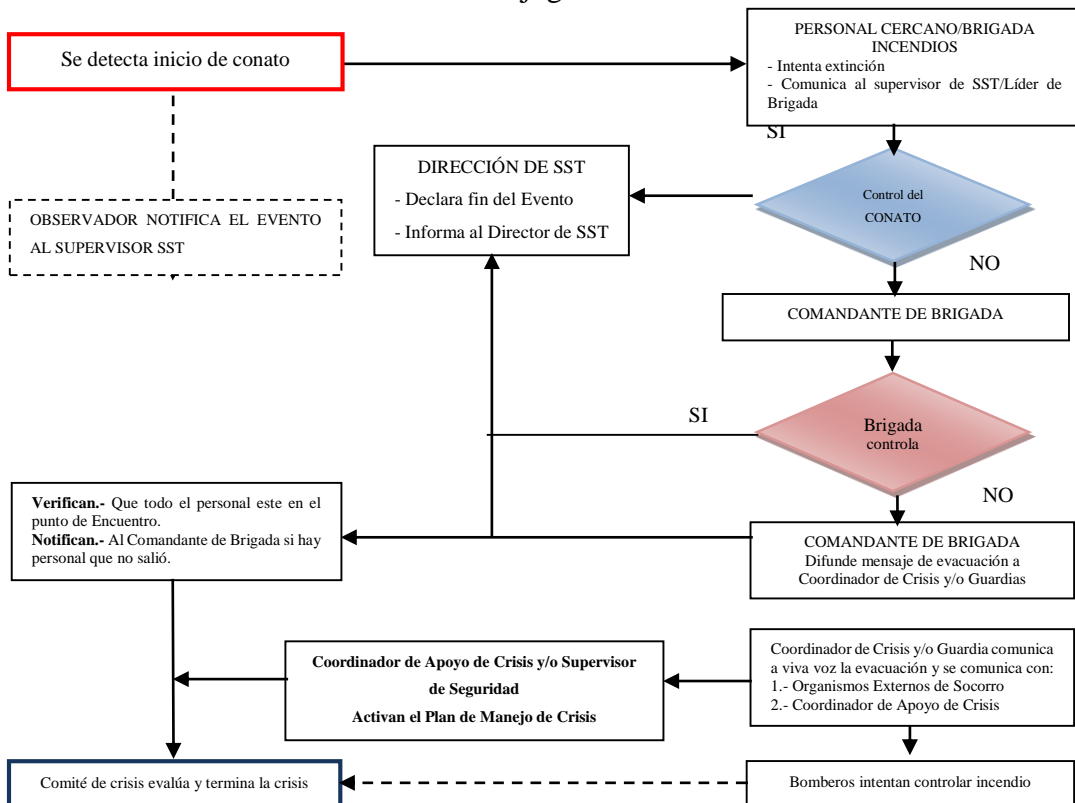 PERSONAL CERCANO/BRIGADA
INCENDIOS
- Intenta extinción
- Comunica al supervisor de SST/Líder de
Brigada
Se detecta inicio de conato
SI
DIRECCIÓN DE SST
- Declara fin del Evento
- Informa al Director de SST
Control del
CONATO
OBSERVADOR NOTIFICA EL EVENTO
AL SUPERVISOR SST
NO
COMANDANTE DE BRIGADA
SI
Brigada
controla
NO
Verifican.- Que todo el personal este en el
punto de Encuentro.
Notifican.- Al Comandante de Brigada si hay
personal que no salió.
COMANDANTE DE BRIGADA
Difunde mensaje de evacuación a
Coordinador de Crisis y/o Guardias
Coordinador de Apoyo de Crisis y/o Supervisor
de Seguridad
Activan el Plan de Manejo de Crisis
Coordinador de Crisis y/o Guardia comunica
a viva voz la evacuación y se comunica con:
1.- Organismos Externos de Socorro
2.- Coordinador de Apoyo de Crisis
Comité de crisis evalúa y termina la crisis
Bomberos intentan controlar incendio